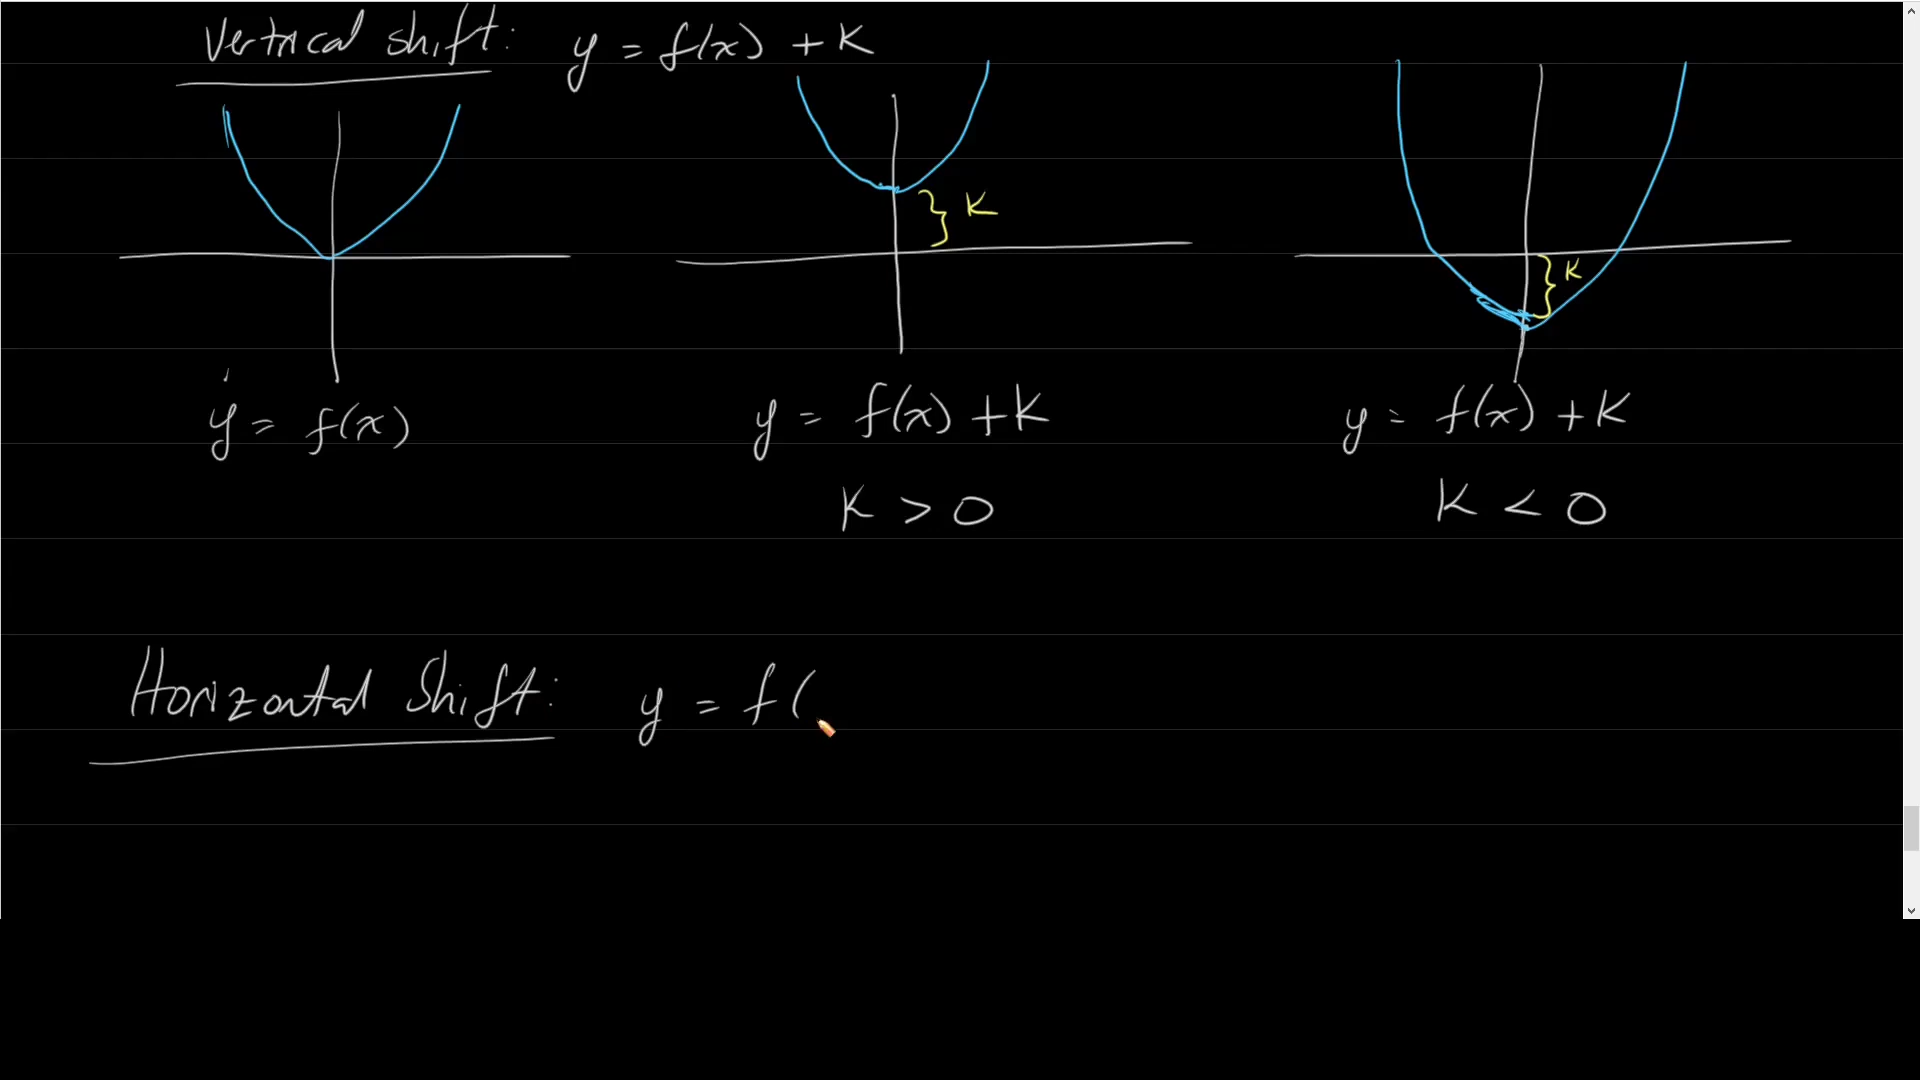 Vertical shift: y = f(x) + K
K
K
y = f(x)
y = f(x) + K
y = f(x) + K
K > 0
K < 0
Horizontal Shift: y = f(